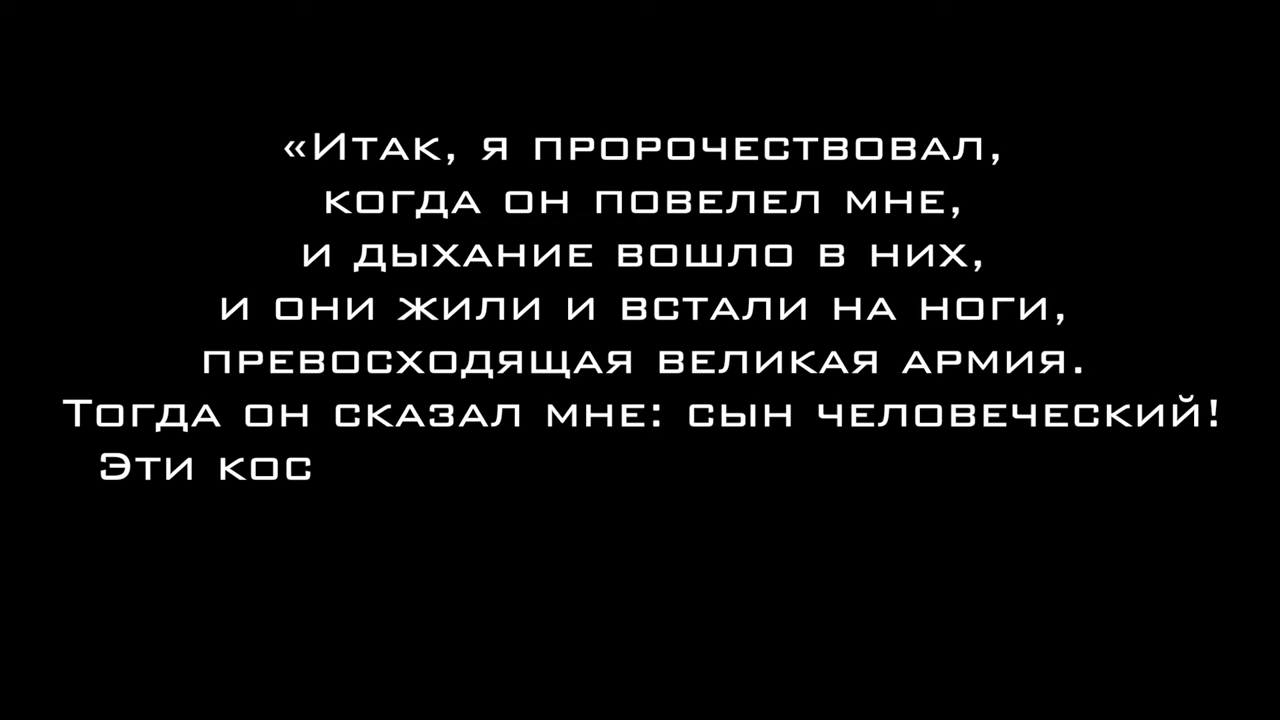 «Итак, я пророчествовал,
когда он повелел мне,
и дыхание вошло в них,
и они жили и встали на ноги,
превосходящая великая армия.
Тогда он сказал мне: сын человеческий!
Эти кос